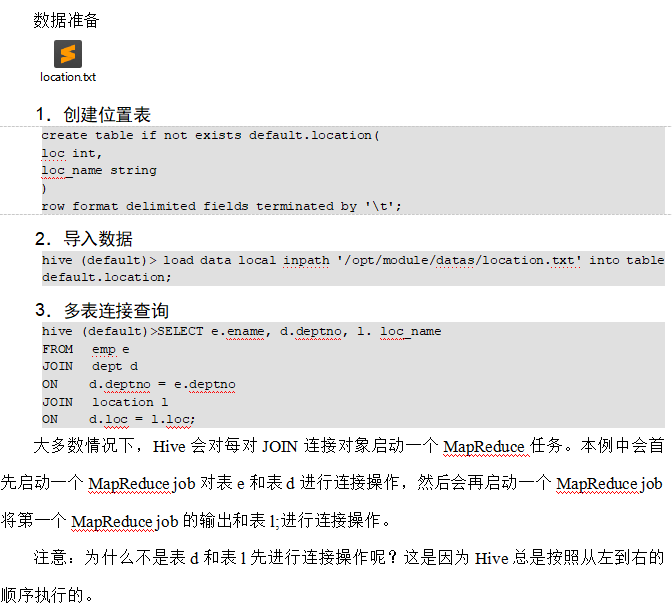 数据准备
location.txt
1．创建位置表
create table if not exists default.location(
loc int,
loc_name string
)
row format delimited fields terminated by '\t';
2．导入数据
hive (default)> load data local inpath '/opt/module/datas/location.txt' into table
default.location;
3．多表连接查询
hive (default)>SELECT e.ename, d.deptno, l. loc_name
FROM   emp e
JOIN   dept d
ON     d.deptno = e.deptno
JOIN   location l
ON     d.loc = l.loc;
大多数情况下，Hive 会对每对 JOIN 连接对象启动一个 MapReduce 任务。本例中会首
先启动一个 MapReduce job 对表 e 和表 d 进行连接操作，然后会再启动一个 MapReduce job
将第一个 MapReduce job 的输出和表 l;进行连接操作。
注意：为什么不是表 d 和表 l 先进行连接操作呢？这是因为 Hive 总是按照从左到右的
顺序执行的。